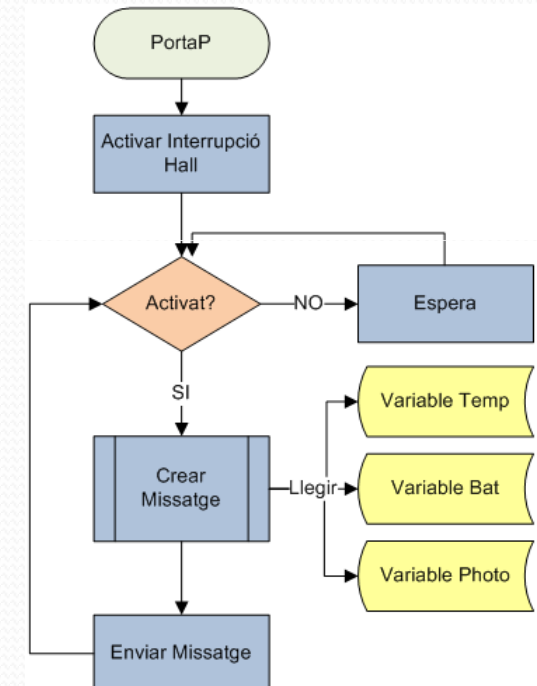 PortaP
Activar Interrupció
Hall
Activat?
NO
Espera
SI
Variable Temp
Crear
Missatge
Llegir
Variable Bat
Variable Photo
Enviar Missatge